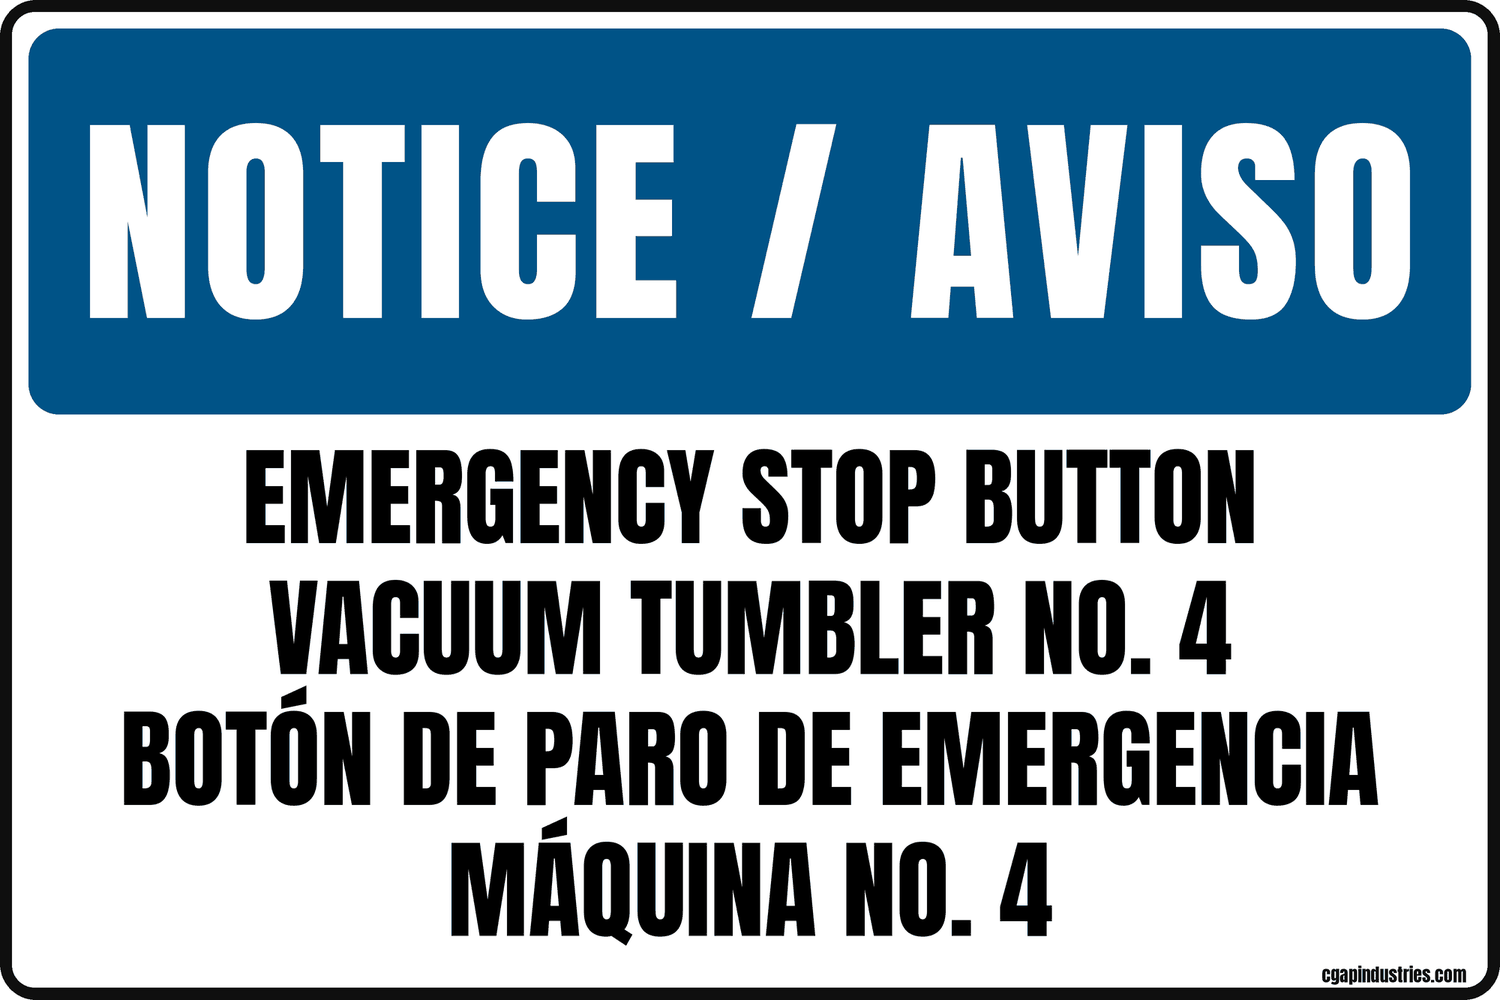 NOTICE / AVISO
EMERGENCY STOP BUTTON
VACUUM TUMBLER NO. 4
BOTÓN DE PARO DE EMERGENCIA
MÁQUINA NO. 4
cgapindustries.com